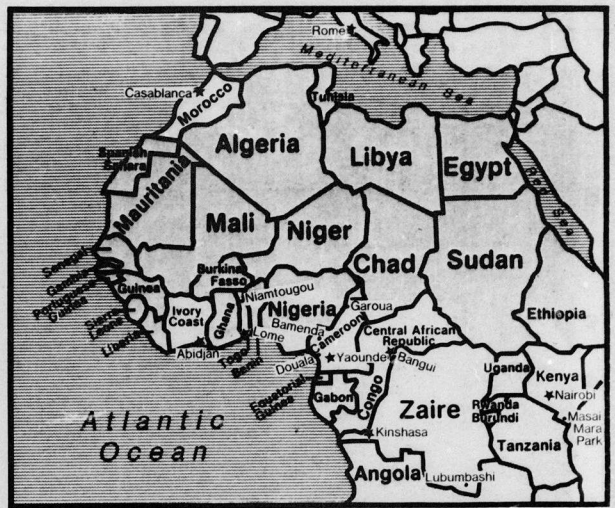 Rome
Mediterranean Sea
Casablanca
Morocco
Tunisia
Algeria
Libya
Egypt
Spanish
Sahara
Mauritania
Red Sea
Mali
Niger
Chad
Sudan
Senegal
Gambia
Portuguese
Guinea
Guinea
Burkina
Fasso
Niamtougou
Nigeria
Garoua
Ethiopia
Sierra
Leone
Liberia
Ivory
Coast
Ghana
Bamenda
Cameroon
Central African
Republic
Abidjan
Lome
Togo
Benin
Douala
Yaounde
Bangui
Uganda
Kenya
Nairobi
Equatorial
Guinea
Gabon
Congo
Zaire
Rwanda
Burundi
Masai
Mara
Park
Atlantic
Ocean
Kinshasa
Tanzania
Angola
Lubumbashi